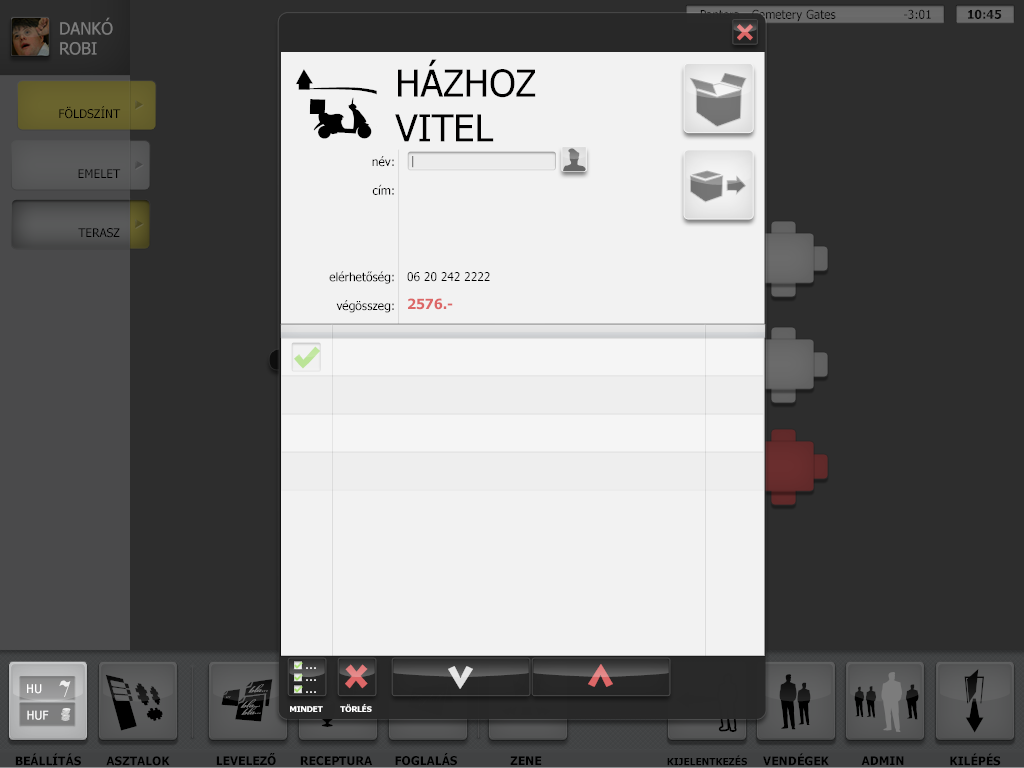 DANKÓ
ROBI
Pantera - Cemetery Gates -3:01 10:45
FÖLDSZÍNT
EMELET
TERASZ
HÁZHOZ
VITEL
név:
cím:
elérhetőség: 06 20 242 2222
végösszeg: 2576.-
MINDET TÖRLÉS
HU
HUF
BEÁLLÍTÁS ASZTALOK LEVELEZŐ RECEPTURA FOGLALÁS ZENE KIJELENTKEZÉS VENDÉGEK ADMIN KILÉPÉS